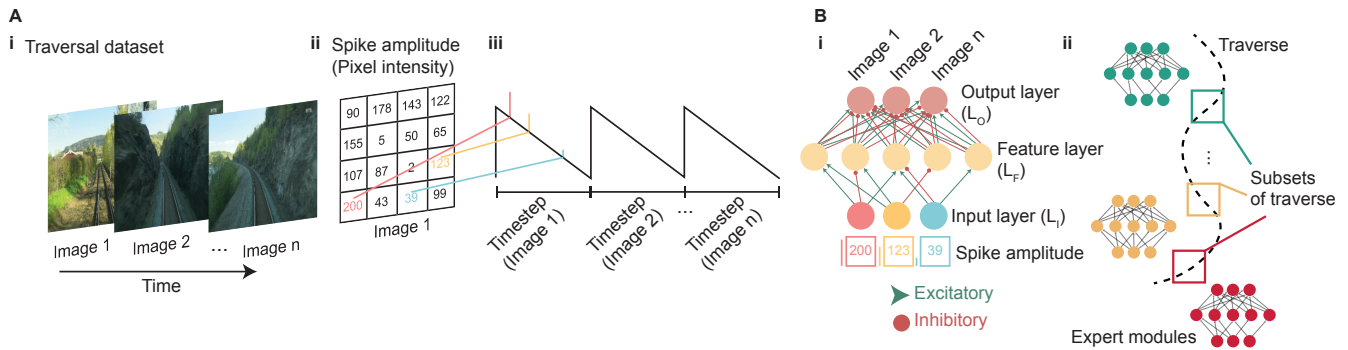 A
i Traversal dataset
Image 1
Image 2
...
Image n
Time
ii Spike amplitude
(Pixel intensity)
90 178 143 122
155 5 50 65
107 87 2 123
200 43 39 99
Image 1
iii
Timestep
(Image 1)
Timestep
(Image 2)
...
Timestep
(Image n)
B
i
Image 1
Image 2
Image n
Output layer
(L_O)
Feature layer
(L_F)
Input layer (L_I)
200 123 39 Spike amplitude
Excitatory
Inhibitory
ii
Traverse
...
Subsets
of traverse
Expert modules